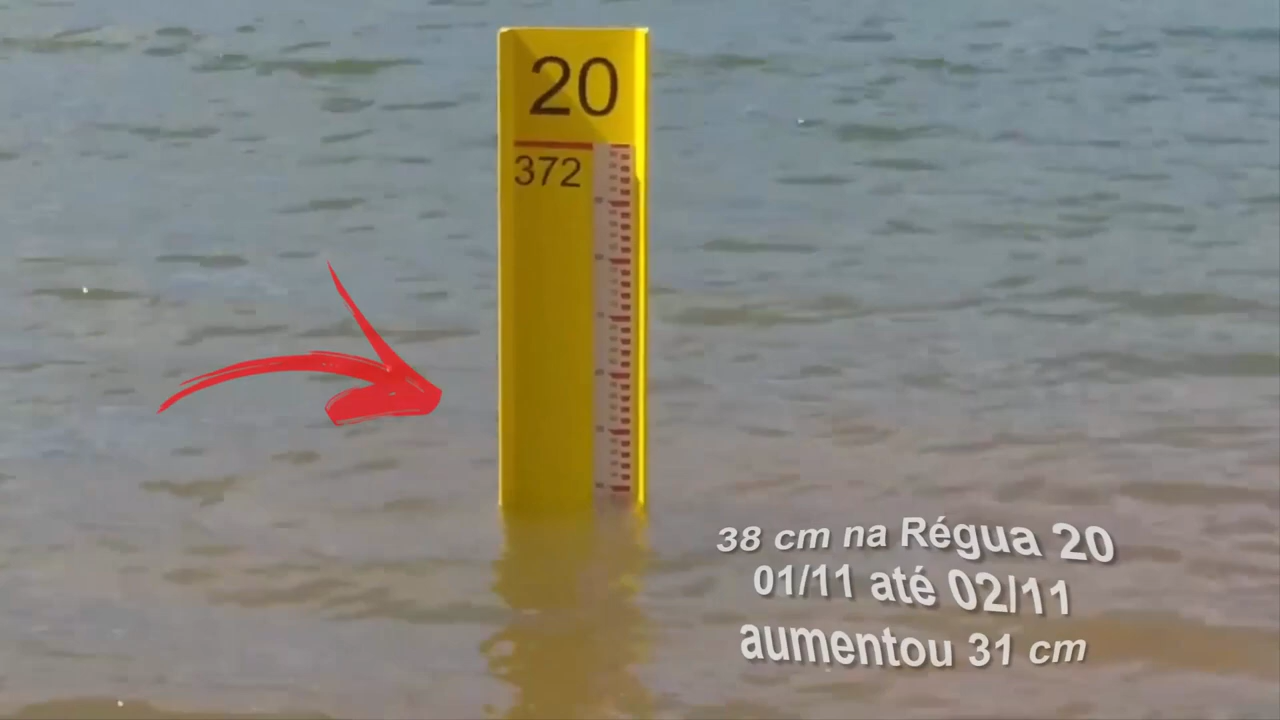 20
372
38 cm na Régua 20
01/11 até 02/11
aumentou 31 cm